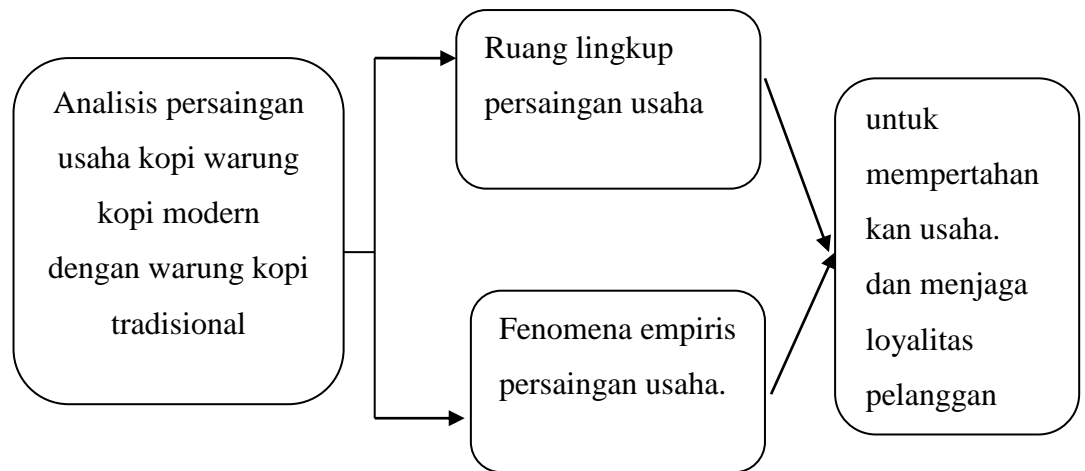 Analisis persaingan
usaha kopi warung
kopi modern
dengan warung kopi
tradisional
Ruang lingkup
persaingan usaha
Fenomena empiris
persaingan usaha.
untuk
mempertahan
kan usaha.
dan menjaga
loyalitas
pelanggan